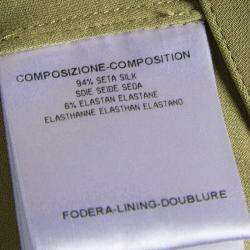 COMPOSIZIONE-COMPOSITION
94% SETA SILK
SOIE SEIDE SEDA
6% ELASTAN ELASTANE
ELASTHANNE ELASTHAN ELASTANO
FODERA-LINING-DOUBLURE